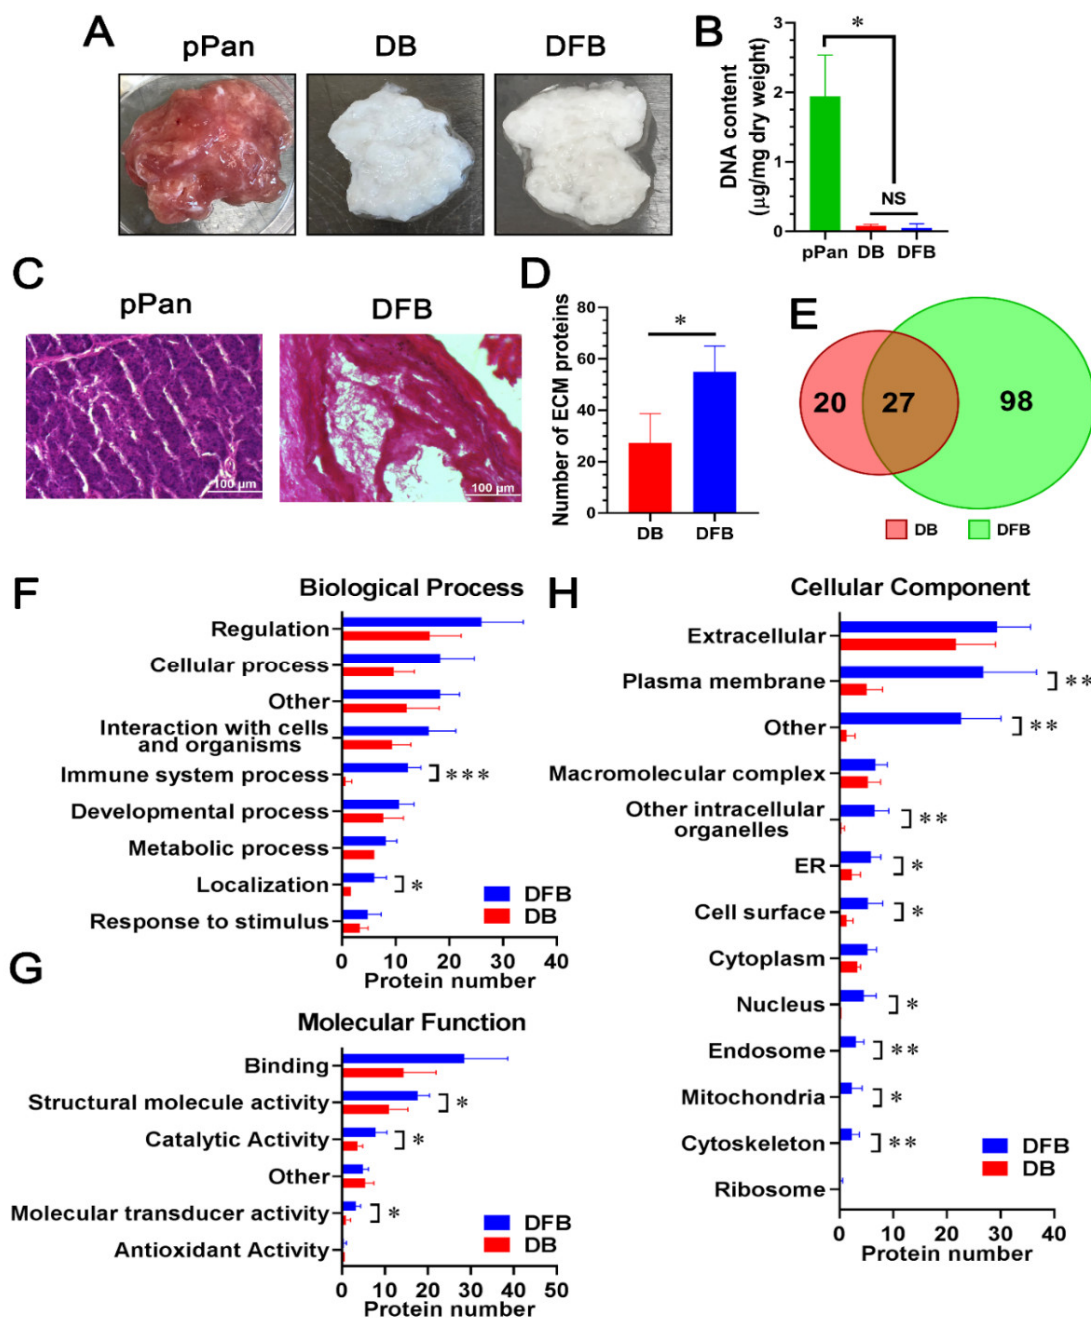 A
pPan
DB
DFB
B
DNA content
(µg/mg dry weight)
3
2
1
0
*
NS
pPan DB DFB
C
pPan
DFB
100 µm
100 µm
D
Number of ECM proteins
80
60
40
20
0
*
DB DFB
E
20
27
98
DB DFB
F
Biological Process
Regulation
Cellular process
Other
Interaction with cells
and organisms
Immune system process
***
Developmental process
Metabolic process
Localization
*
Response to stimulus
DFB
DB
0 10 20 30 40
Protein number
G
Molecular Function
Binding
Structural molecule activity
*
Catalytic Activity
*
Other
Molecular transducer activity
*
Antioxidant Activity
DFB
DB
0 10 20 30 40 50
Protein number
H
Cellular Component
Extracellular
Plasma membrane
**
Other
**
Macromolecular complex
Other intracellular
organelles
**
ER
*
Cell surface
*
Cytoplasm
Nucleus
*
Endosome
**
Mitochondria
*
Cytoskeleton
**
Ribosome
DFB
DB
0 10 20 30 40
Protein number